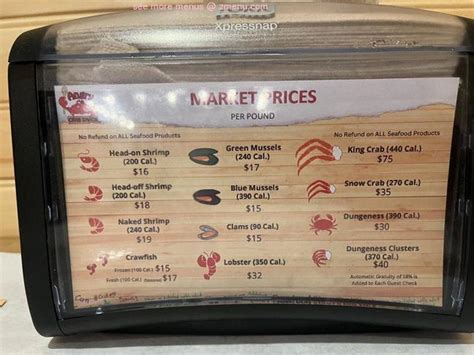 see more menus @ zmenu.com
xpressnap
MARKET PRICES
PER POUND
No Refund on ALL Seafood Products
Head-on Shrimp
(200 Cal.)
$16
Head-off Shrimp
(200 Cal.)
$18
Naked Shrimp
(240 Cal.)
$19
Crawfish
Frozen (100 Cal.) $15
Fresh (100 Cal.) $17
Green Mussels
(240 Cal.)
$17
Blue Mussels
(390 Cal.)
$15
Clams (90 Cal.)
$15
Lobster (350 Cal.)
$32
No Refund on ALL Seafood Products
King Crab (440 Cal.)
$75
Snow Crab (270 Cal.)
$35
Dungeness (390 Cal.)
$30
Dungeness Clusters
(370 Cal.)
$40
Automatic Gratuity of 18% is
Added to Each Guest Check